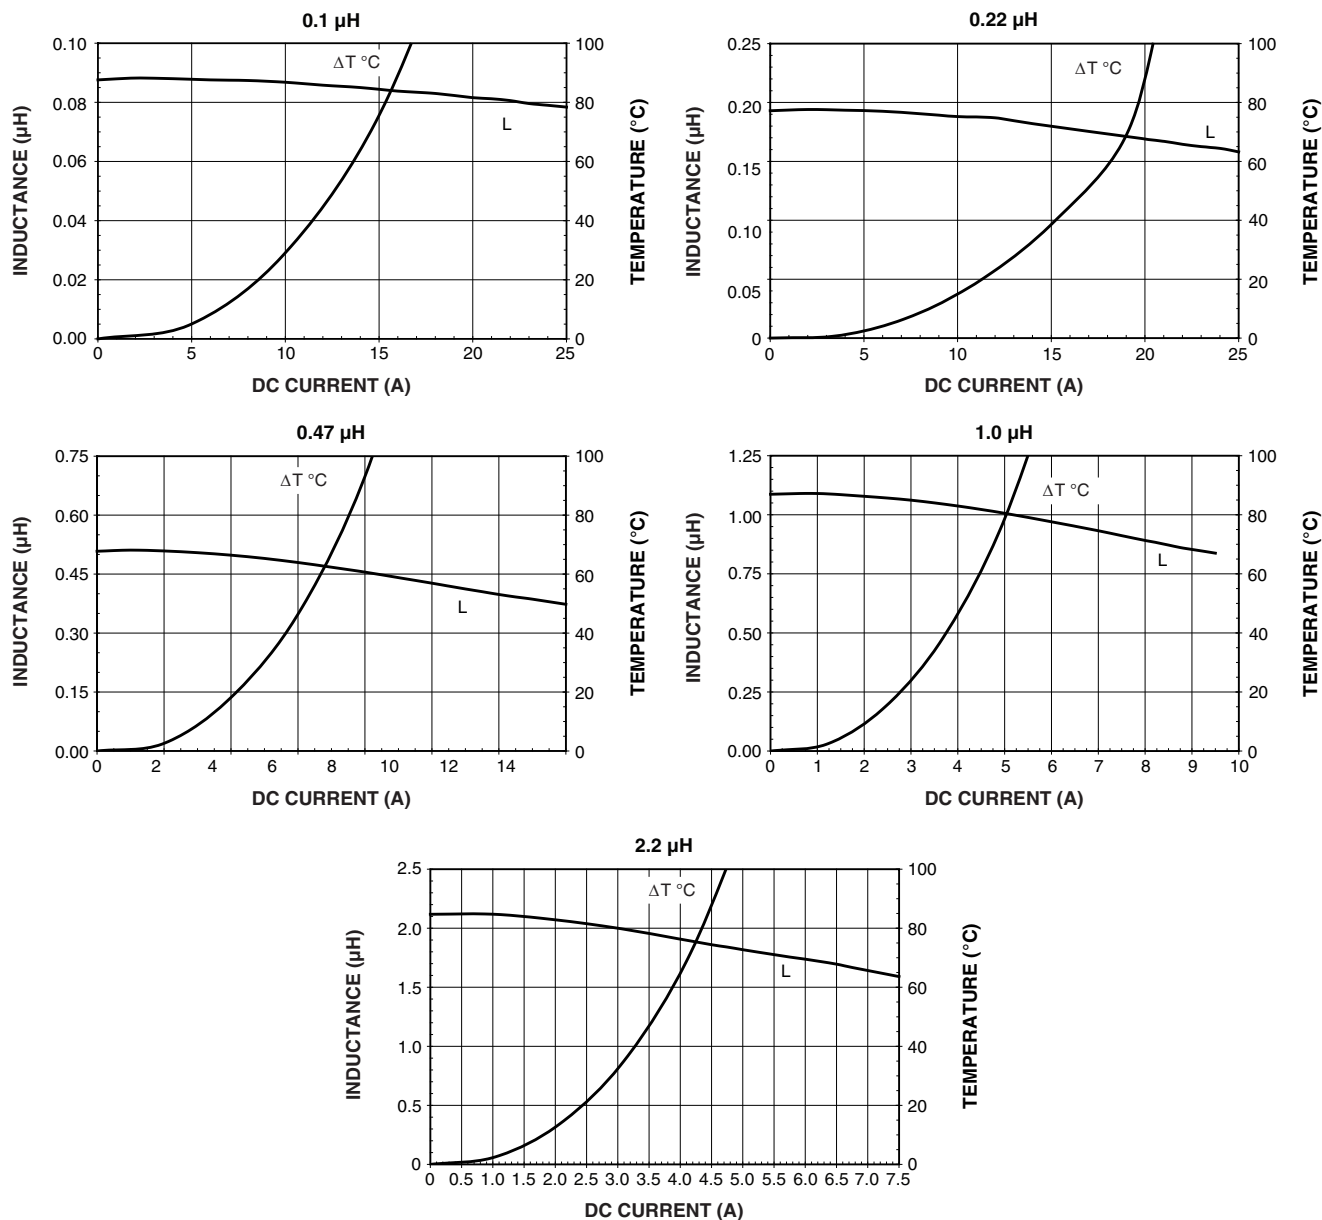 0.1 µH
INDUCTANCE (µH)
0.10
0.08
0.06
0.04
0.02
0.00
ΔT °C
L
100
80
60
40
20
0
TEMPERATURE (°C)
0 5 10 15 20 25
DC CURRENT (A)
0.22 µH
INDUCTANCE (µH)
0.25
0.20
0.15
0.10
0.05
0
ΔT °C
L
100
80
60
40
20
0
TEMPERATURE (°C)
0 5 10 15 20 25
DC CURRENT (A)
0.47 µH
INDUCTANCE (µH)
0.75
0.60
0.45
0.30
0.15
0.00
ΔT °C
L
100
80
60
40
20
0
TEMPERATURE (°C)
0 2 4 6 8 10 12 14
DC CURRENT (A)
1.0 µH
INDUCTANCE (µH)
1.25
1.00
0.75
0.50
0.25
0.00
ΔT °C
L
100
80
60
40
20
0
TEMPERATURE (°C)
0 1 2 3 4 5 6 7 8 9 10
DC CURRENT (A)
2.2 µH
INDUCTANCE (µH)
2.5
2.0
1.5
1.0
0.5
0
ΔT °C
L
100
80
60
40
20
0
TEMPERATURE (°C)
0 0.5 1.0 1.5 2.0 2.5 3.0 3.5 4.0 4.5 5.0 5.5 6.0 6.5 7.0 7.5
DC CURRENT (A)